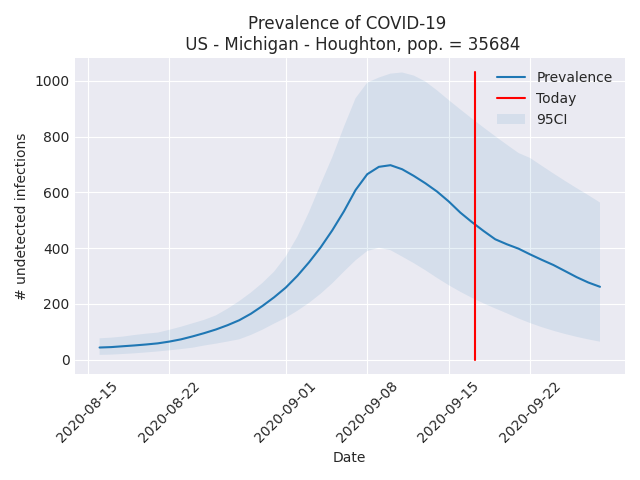 Prevalence of COVID-19
US - Michigan - Houghton, pop. = 35684
Prevalence
Today
95CI
# undetected infections
1000
800
600
400
200
0
2020-08-15
2020-08-22
2020-09-01
2020-09-08
2020-09-15
2020-09-22
Date